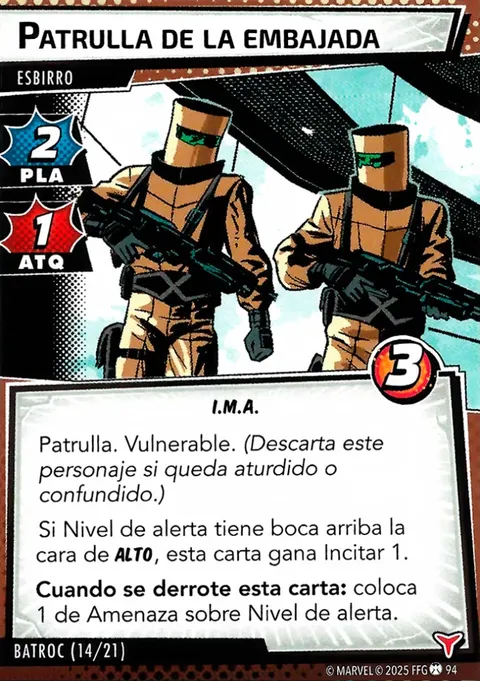 PATRULLA DE LA EMBAJADA
ESBIRRO
2
PLA
1
ATQ
3
I.M.A.
Patrulla. Vulnerable. (Descarta este
personaje si queda aturdido o
confundido.)
Si Nivel de alerta tiene boca arriba la
cara de ALTO, esta carta gana Incitar 1.
Cuando se derrote esta carta: coloca
1 de Amenaza sobre Nivel de alerta.
BATROC (14/21)
© MARVEL © 2025 FFG 94